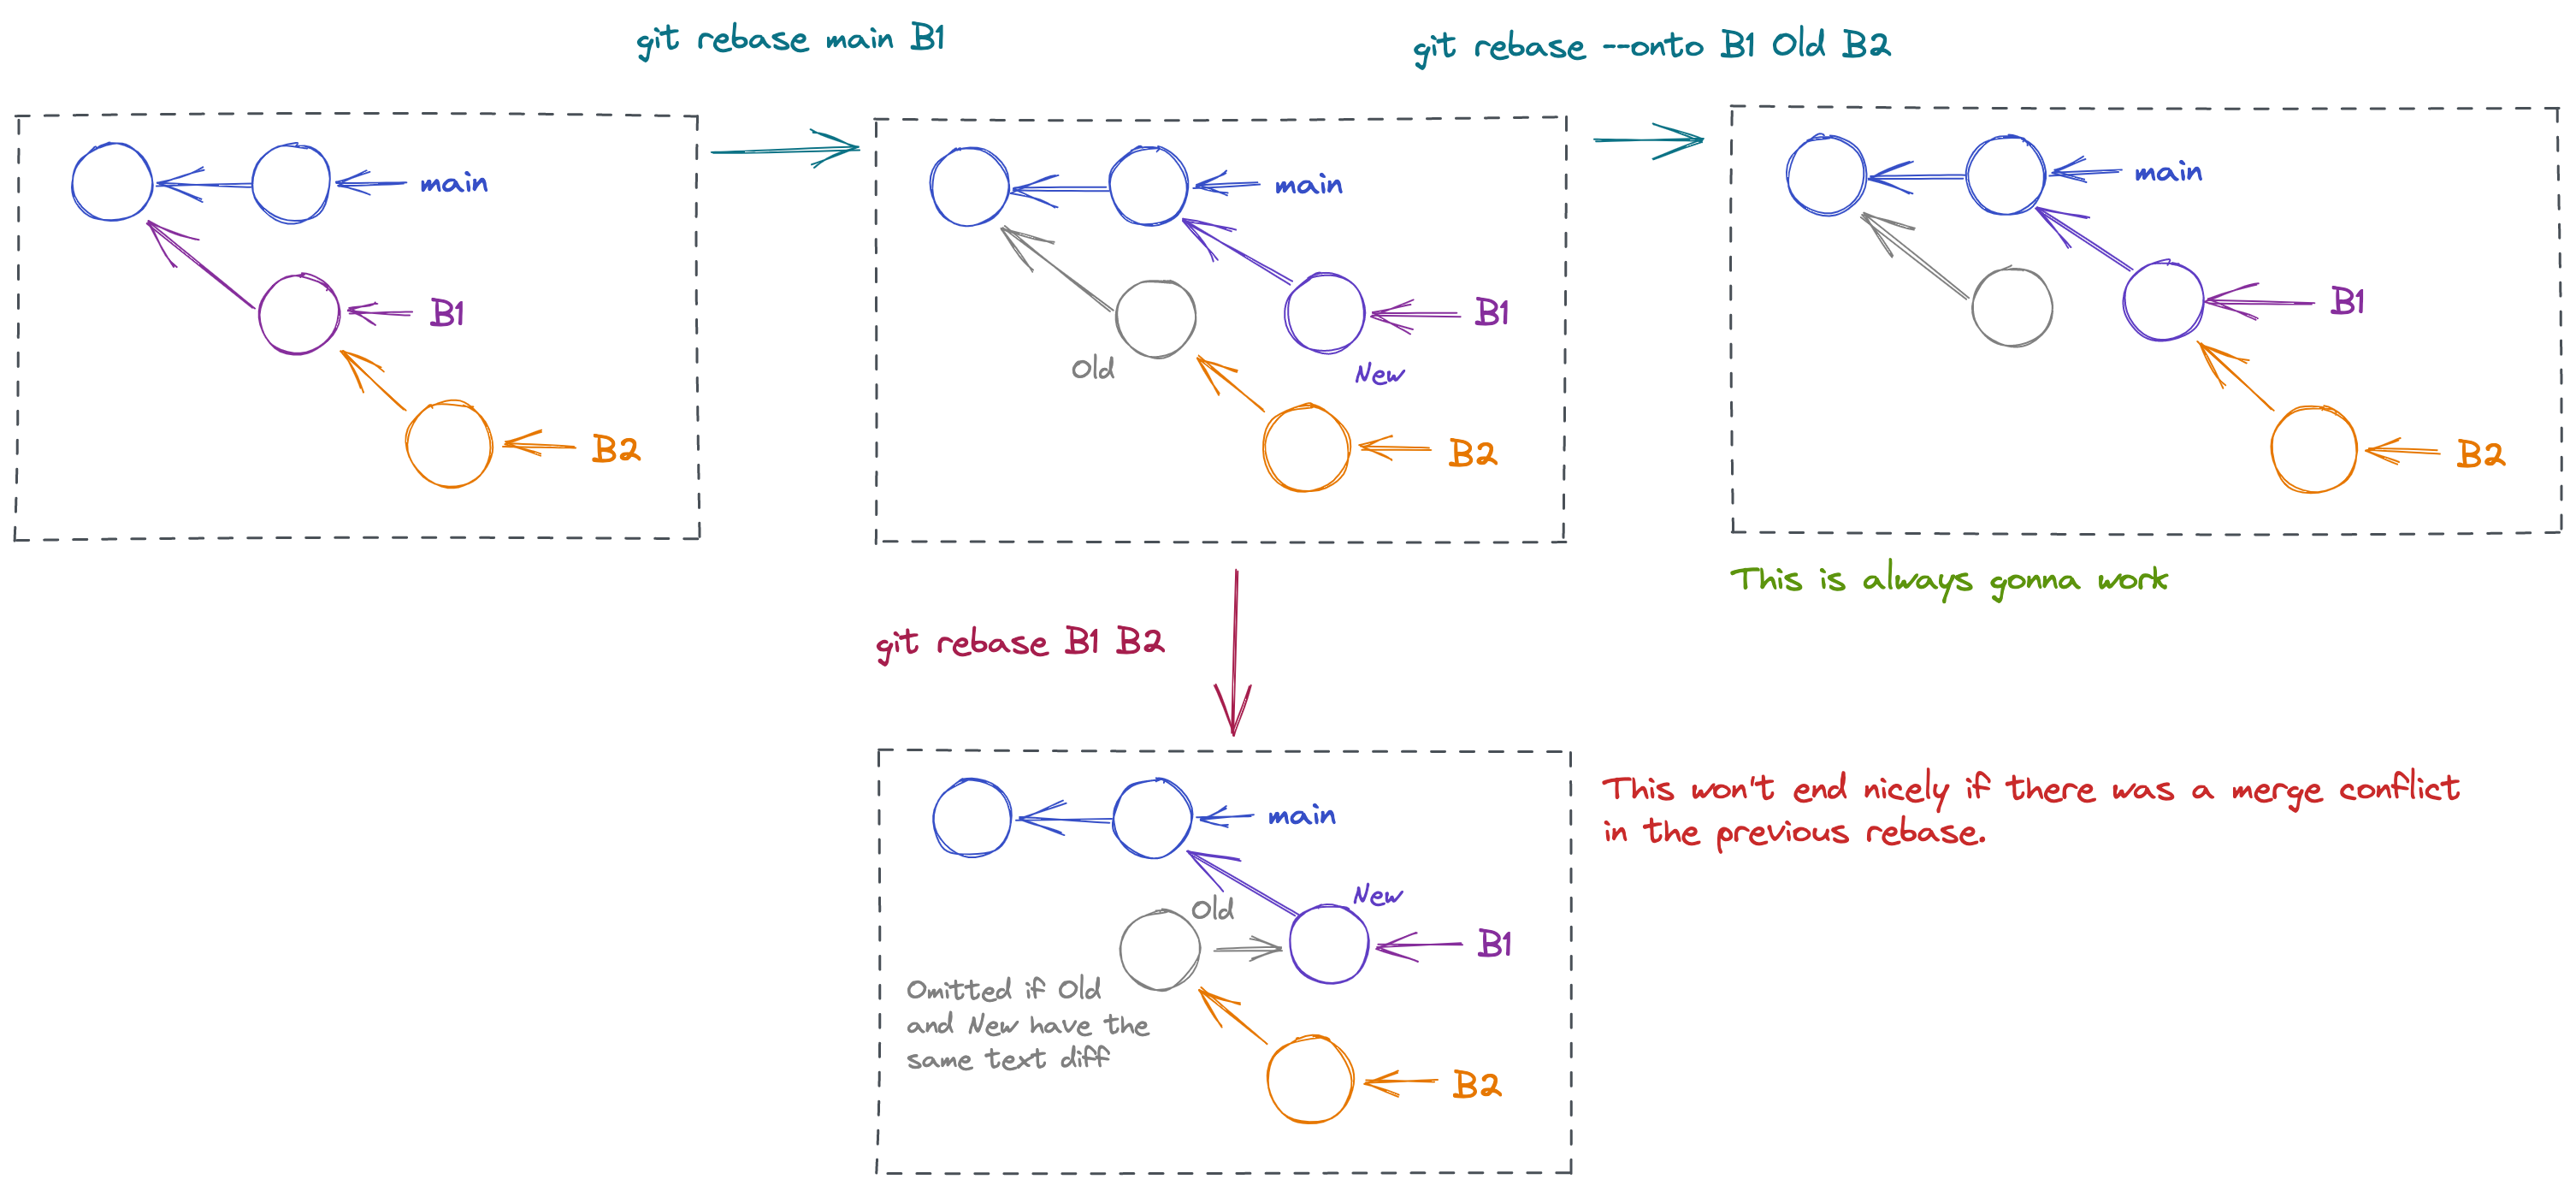 git rebase main B1
git rebase --onto B1 Old B2
main
B1
B2
main
B1
Old
New
B2
main
B1
B2
This is always gonna work
git rebase B1 B2
main
Old
New
B1
Omitted if Old
and New have the
same text diff
B2
This won't end nicely if there was a merge conflict
in the previous rebase.